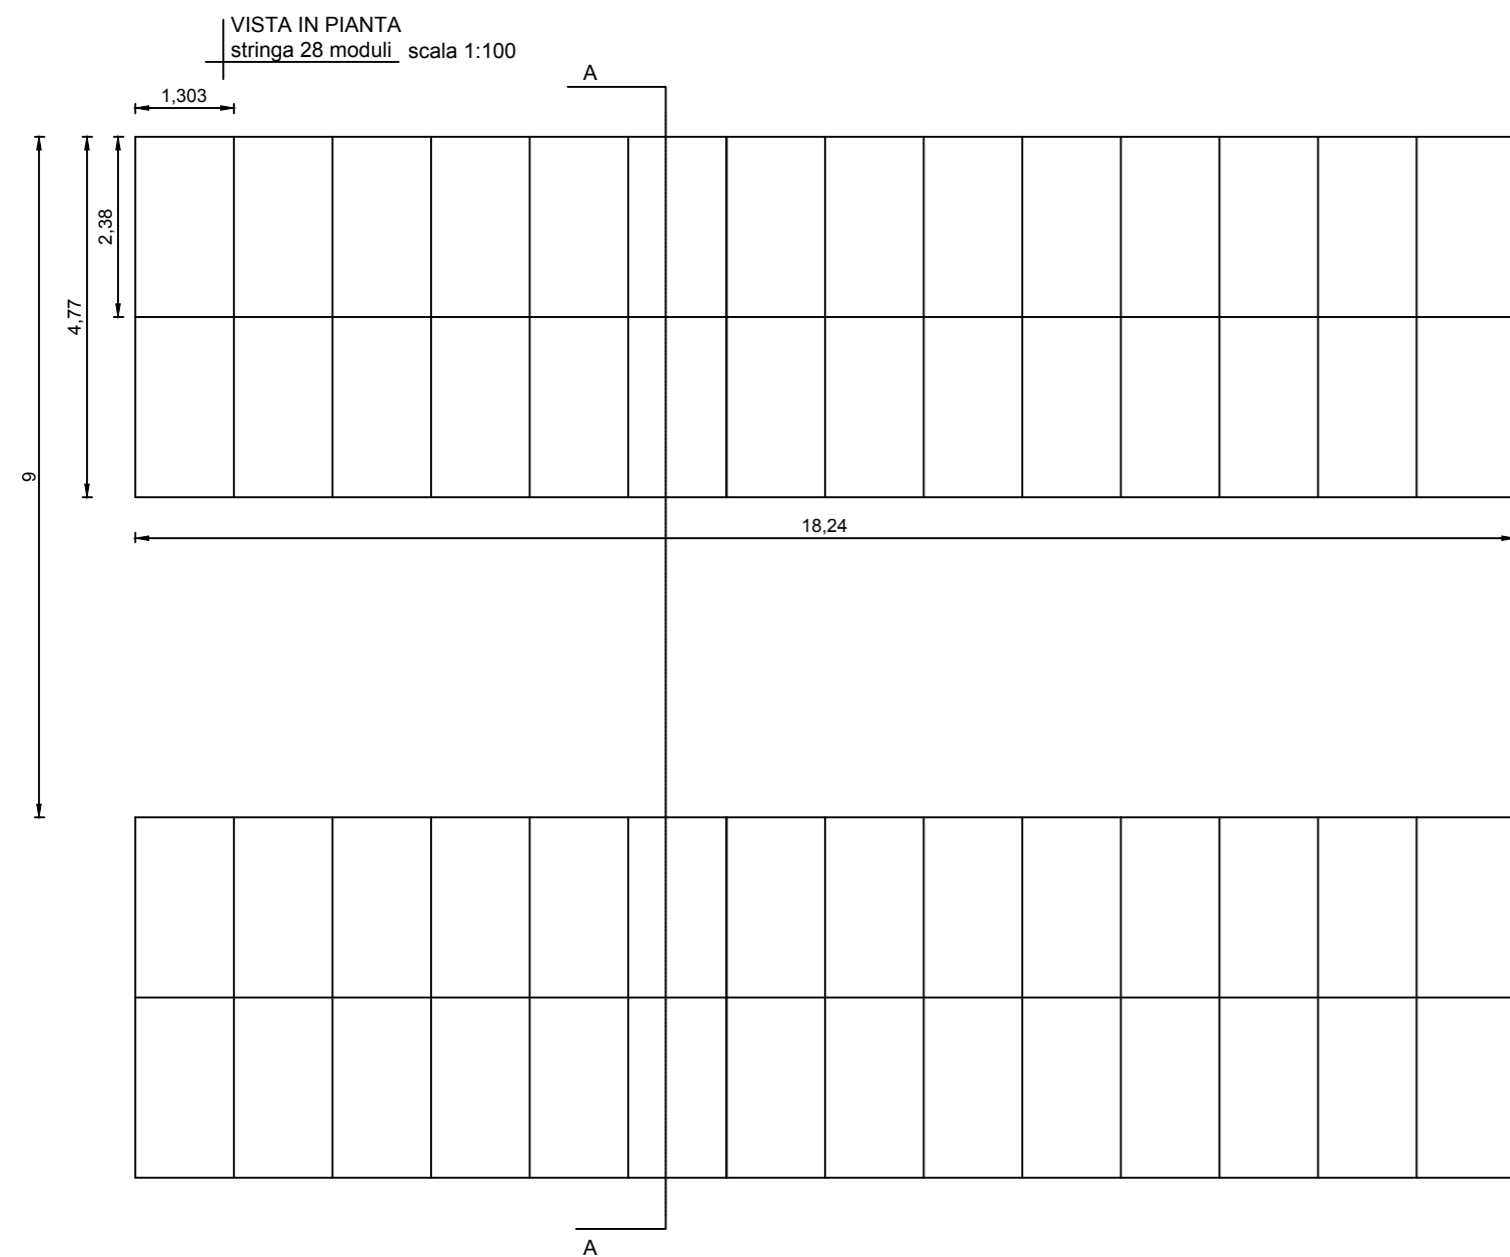 VISTA IN PIANTA
stringa 28 moduli scala 1:100
A
1,303
2,38
4,77
9
18,24
A